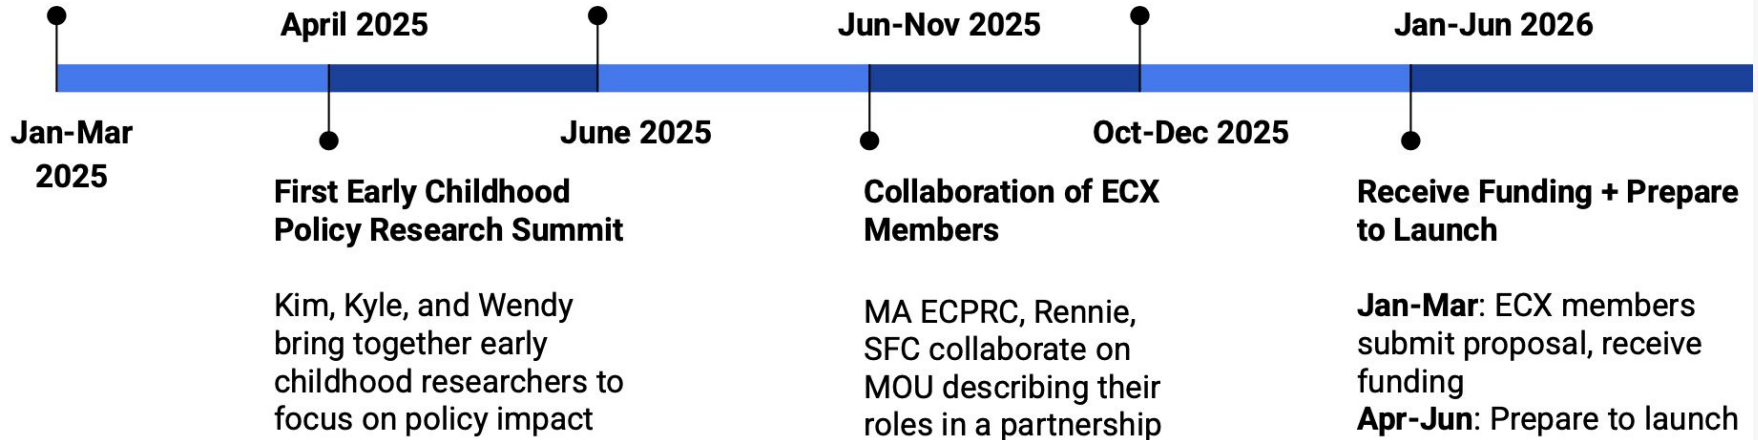 April 2025
Jun-Nov 2025
Jan-Jun 2026
Jan-Mar
2025
June 2025
Oct-Dec 2025
First Early Childhood
Policy Research Summit
Kim, Kyle, and Wendy
bring together early
childhood researchers to
focus on policy impact
Collaboration of ECX
Members
MA ECPRC, Rennie,
SFC collaborate on
MOU describing their
roles in a partnership
Receive Funding + Prepare
to Launch
Jan-Mar: ECX members
submit proposal, receive
funding
Apr-Jun: Prepare to launch